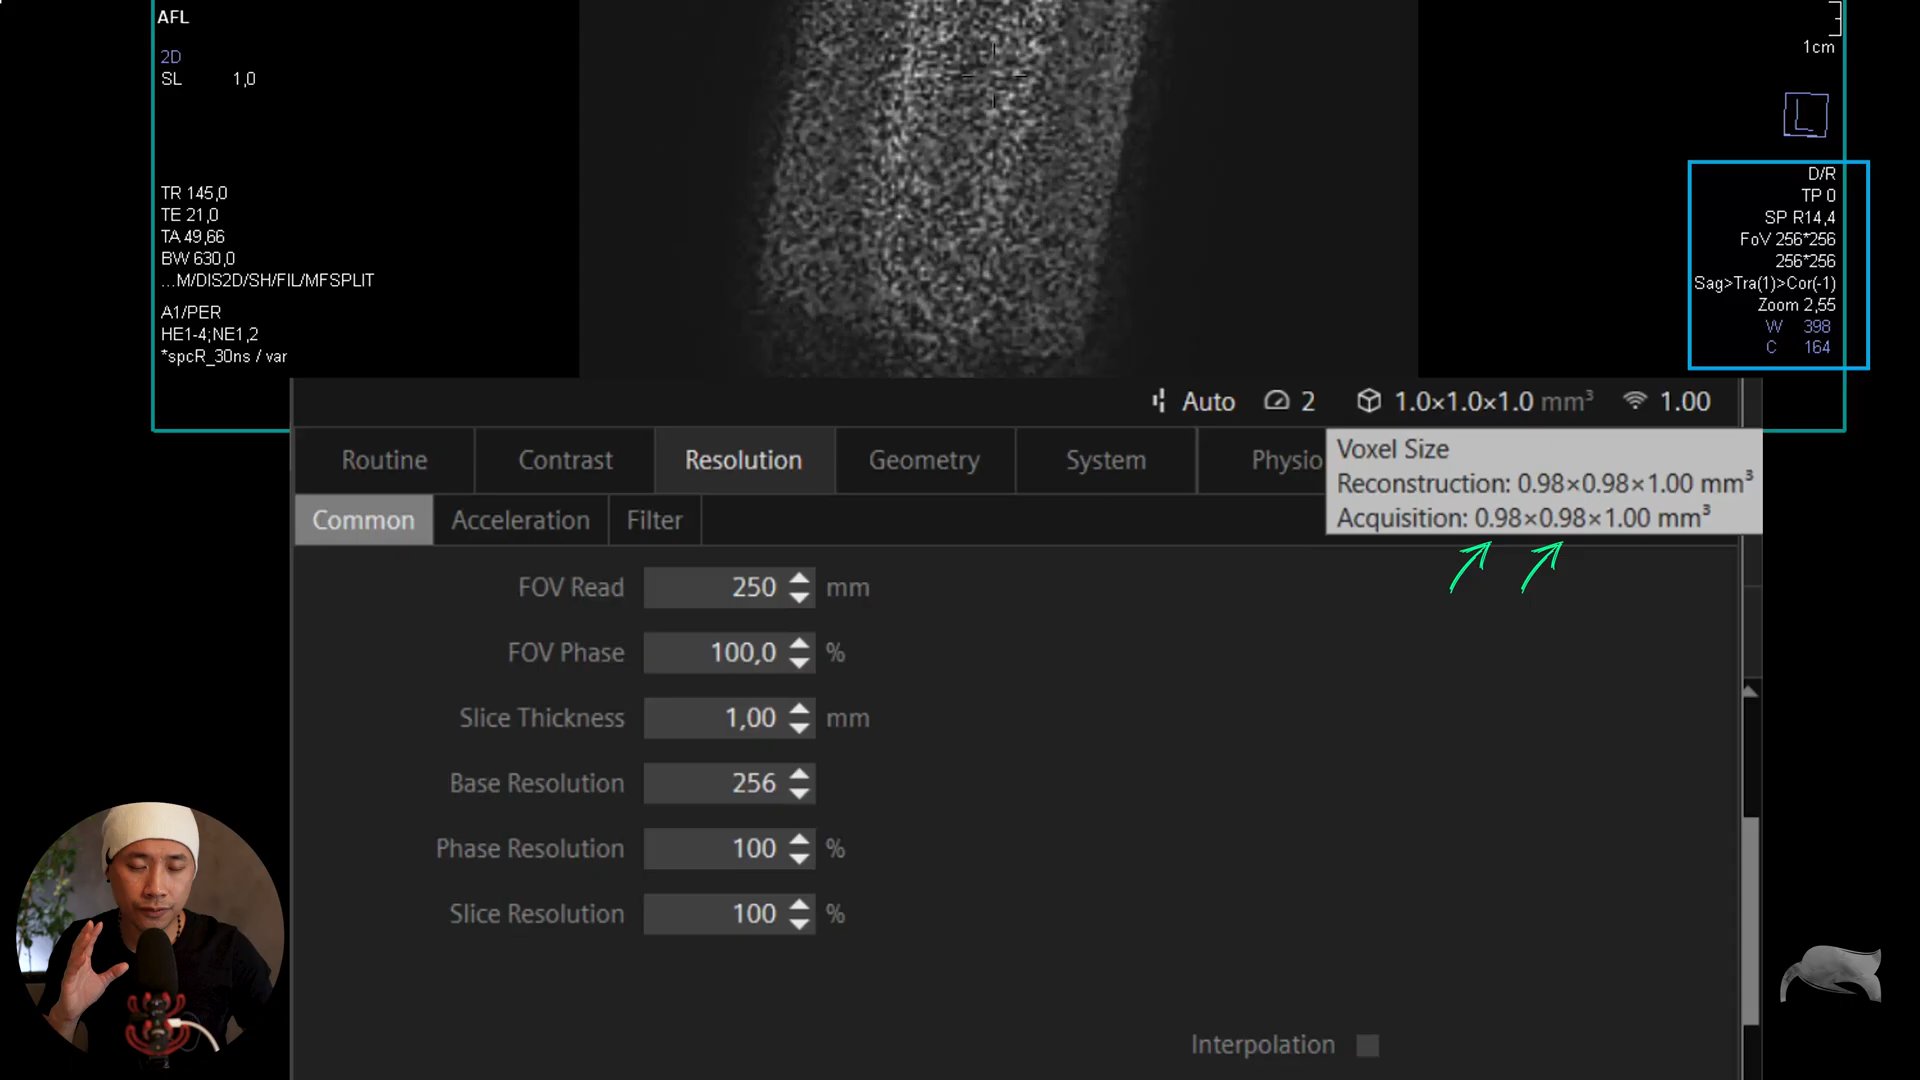 AFL
2D
SL 1,0
TR 145,0
TE 21,0
TA 49,66
BW 630,0
...M/DIS2D/SH/FIL/MFSPLIT
A1/PER
HE1-4;NE1,2
*spcR_30ns / var
1cm
L
D/R
TP 0
SP R14,4
FoV 256*256
256*256
Sag>Tra(1)>Cor(-1)
Zoom 2,55
W 398
C 164
Auto 2 1.0×1.0×1.0 mm³ 1.00
Routine Contrast Resolution Geometry System Physio
Voxel Size
Reconstruction: 0.98×0.98×1.00 mm³
Acquisition: 0.98×0.98×1.00 mm³
Common Acceleration Filter
FOV Read 250 mm
FOV Phase 100,0 %
Slice Thickness 1,00 mm
Base Resolution 256
Phase Resolution 100 %
Slice Resolution 100 %
Interpolation